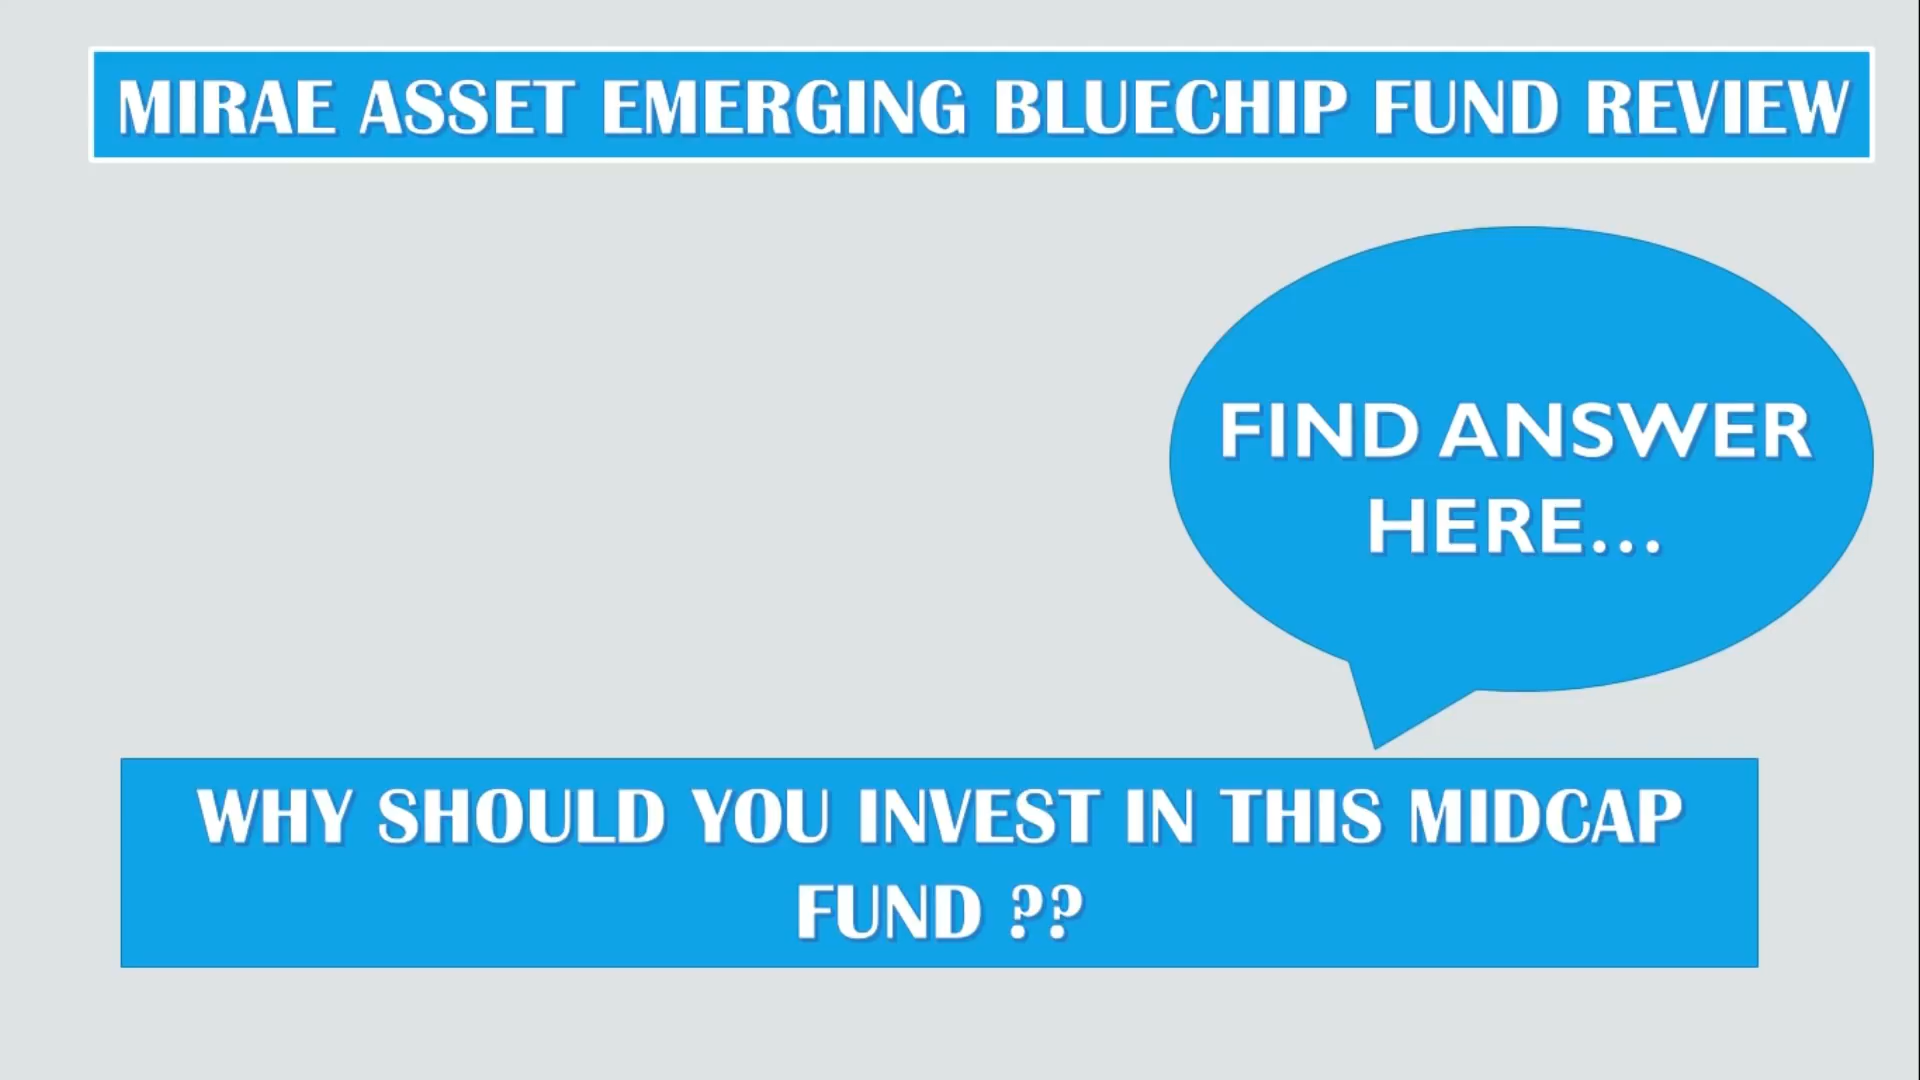 MIRAE ASSET EMERGING BLUECHIP FUND REVIEW
FIND ANSWER
HERE...
WHY SHOULD YOU INVEST IN THIS MIDCAP
FUND ??